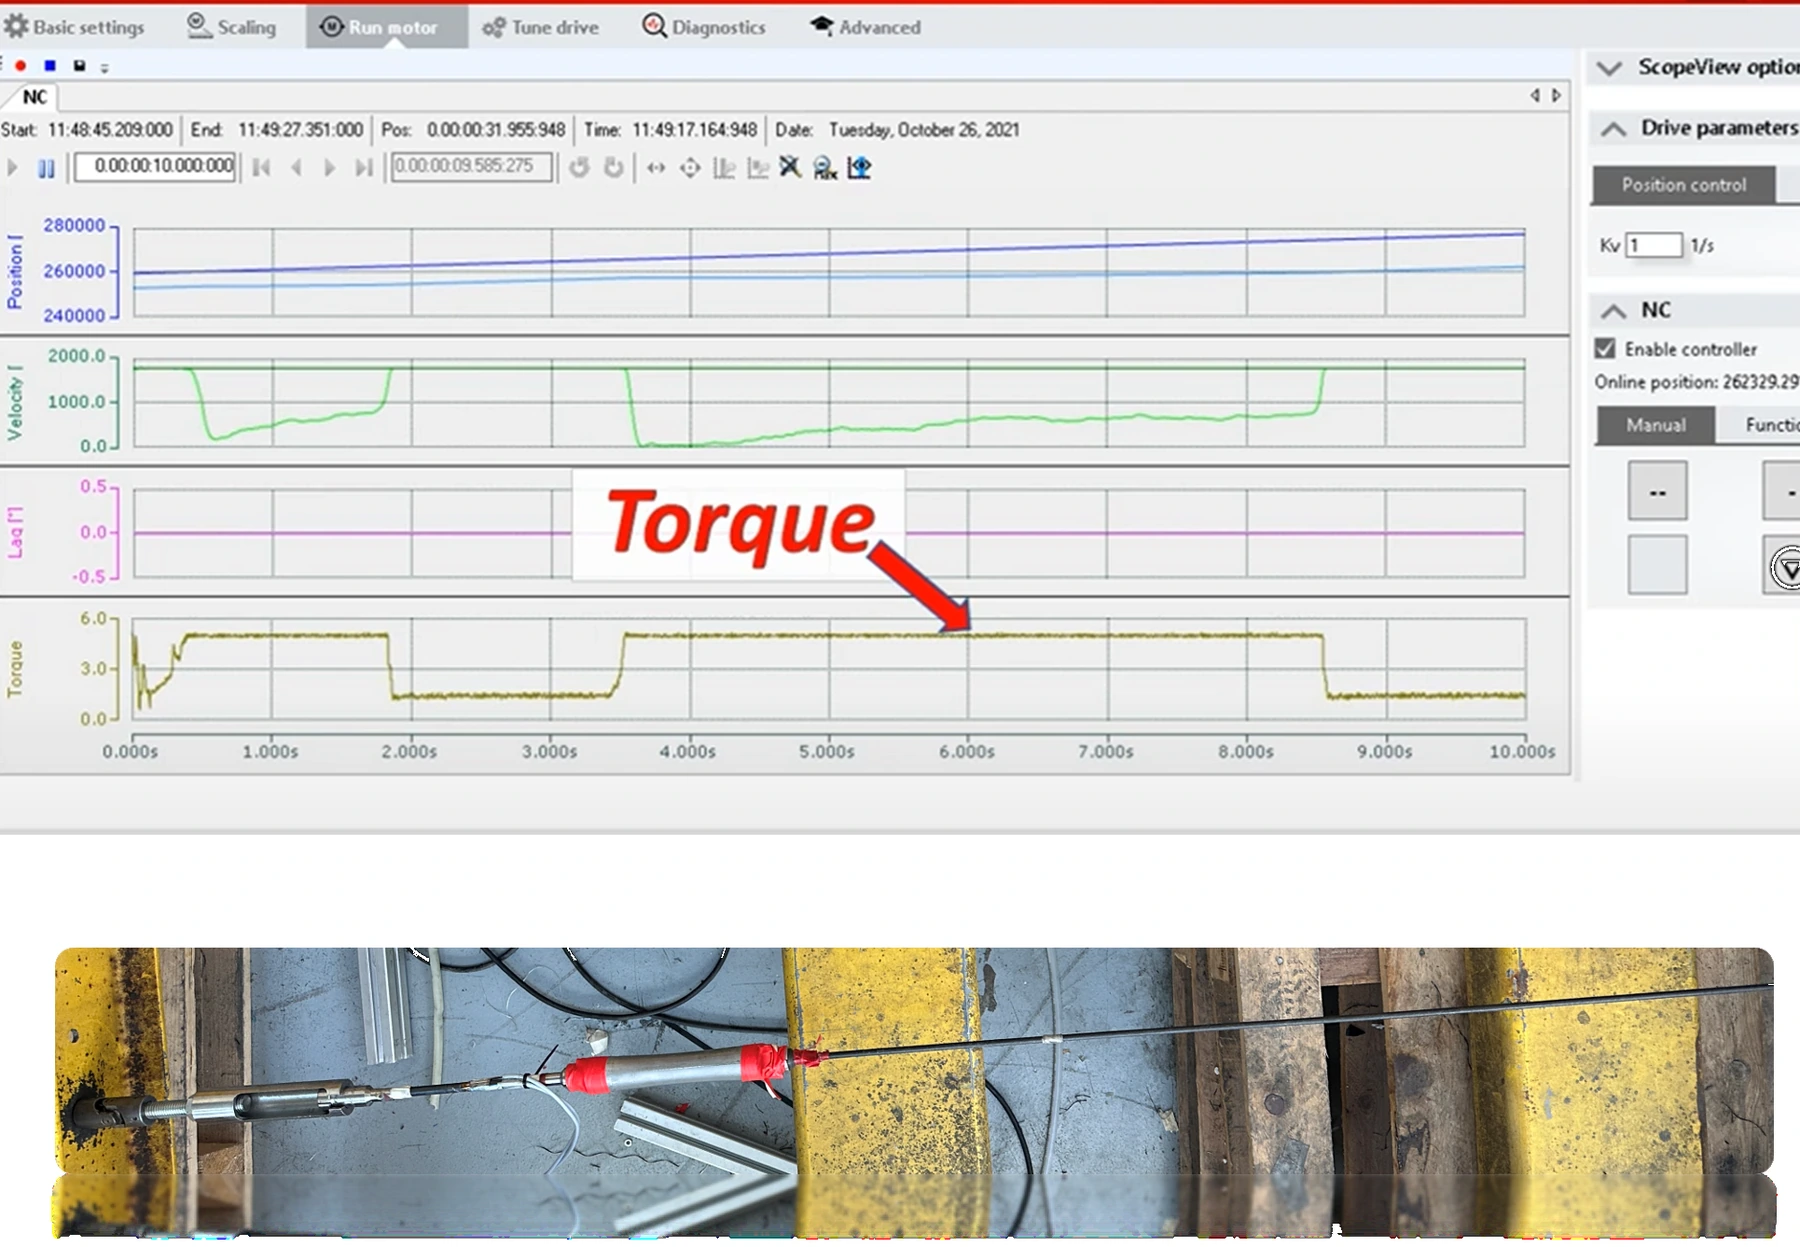 Basic settings Scaling Run motor Tune drive Diagnostics Advanced
NC
Start: 11:48:45.209:000 End: 11:49:27.351:000 Pos: 0.00:00:31.955:948 Time: 11:49:17.164:948 Date: Tuesday, October 26, 2021
0.00:00:10.000:000 0.00:00:09.585:275
Position [
280000
260000
240000
Velocity [
2000.0
1000.0
0.0
Lag [°]
0.5
0.0
-0.5
Torque
Torque
6.0
3.0
0.0
0.000s 1.000s 2.000s 3.000s 4.000s 5.000s 6.000s 7.000s 8.000s 9.000s 10.000s
ScopeView option
Drive parameters
Position control
Kv 1 1/s
NC
Enable controller
Online position: 262329.29
Manual Functio
--
-